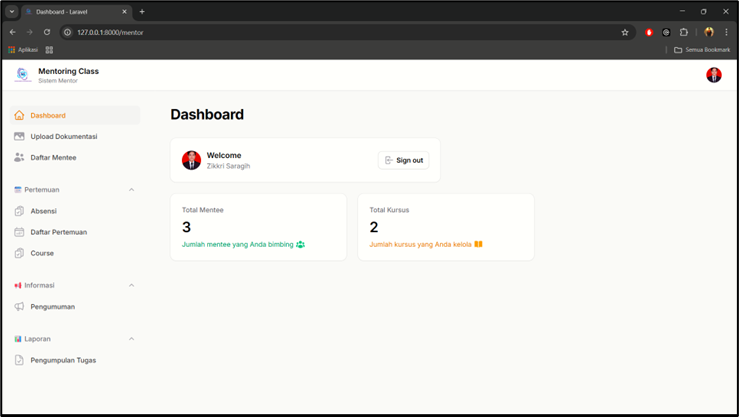 Dashboard - Laravel
127.0.0.1:8000/mentor
Aplikasi
Semua Bookmark
Mentoring Class
Sistem Mentor
Dashboard
Upload Dokumentasi
Daftar Mentee
Pertemuan
Absensi
Daftar Pertemuan
Course
Informasi
Pengumuman
Laporan
Pengumpulan Tugas
Dashboard
Welcome
Zikkri Saragih
Sign out
Total Mentee
3
Jumlah mentee yang Anda bimbing
Total Kursus
2
Jumlah kursus yang Anda kelola